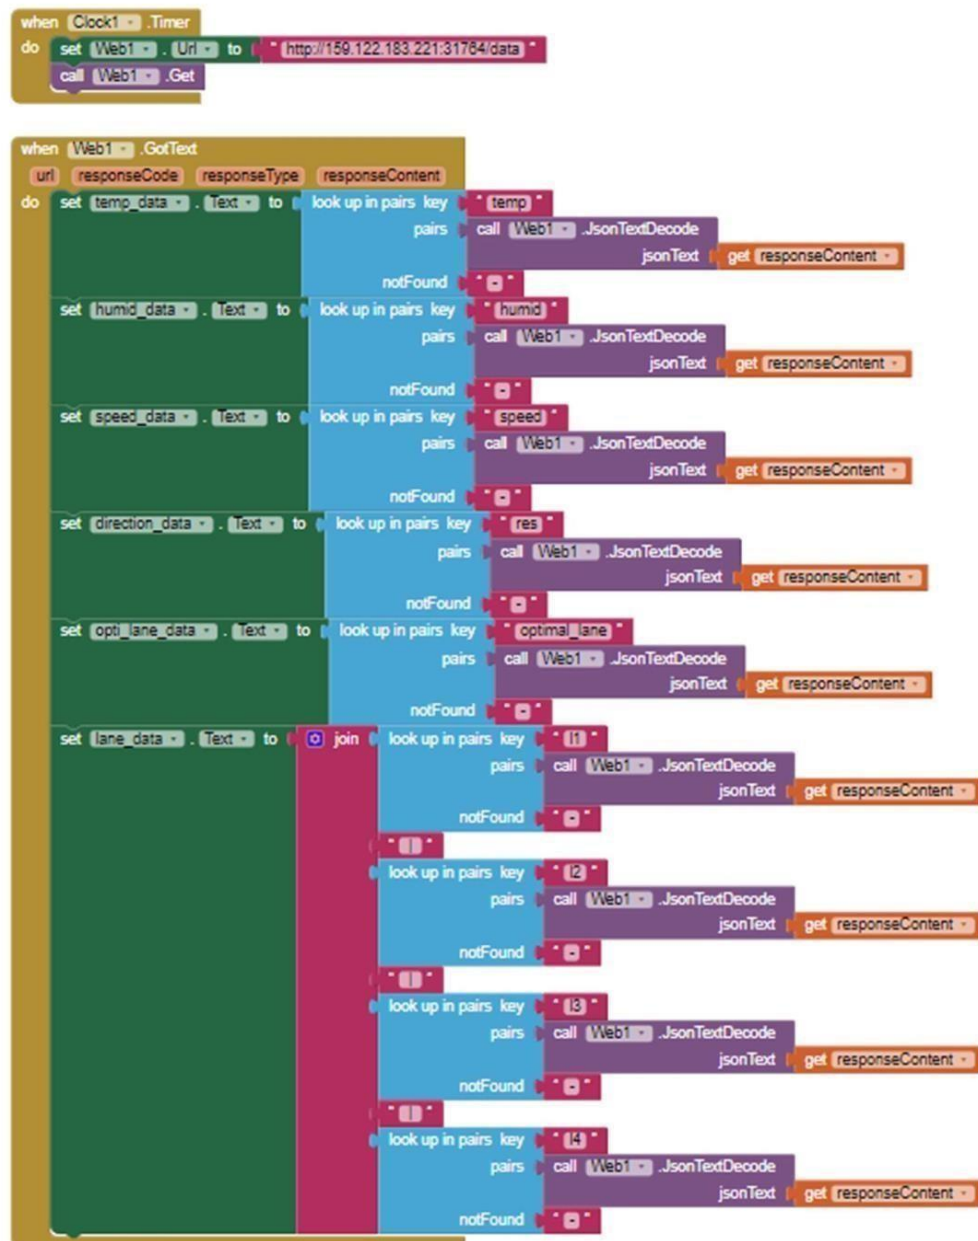 when Clock1 .Timer
do set Web1 . Url to " http://159.122.183.221:31764/data "
call Web1 .Get
when Web1 .GotText
url responseCode responseType responseContent
do set temp_data . Text to look up in pairs key " temp "
pairs call Web1 .JsonTextDecode
jsonText get responseContent
notFound " - "
set humid_data . Text to look up in pairs key " humid "
pairs call Web1 .JsonTextDecode
jsonText get responseContent
notFound " - "
set speed_data . Text to look up in pairs key " speed "
pairs call Web1 .JsonTextDecode
jsonText get responseContent
notFound " - "
set direction_data . Text to look up in pairs key " res "
pairs call Web1 .JsonTextDecode
jsonText get responseContent
notFound " - "
set opti_lane_data . Text to look up in pairs key " optimal_lane "
pairs call Web1 .JsonTextDecode
jsonText get responseContent
notFound " - "
set lane_data . Text to join look up in pairs key " l1 "
pairs call Web1 .JsonTextDecode
jsonText get responseContent
notFound " - "
" | "
look up in pairs key " l2 "
pairs call Web1 .JsonTextDecode
jsonText get responseContent
notFound " - "
" | "
look up in pairs key " l3 "
pairs call Web1 .JsonTextDecode
jsonText get responseContent
notFound " - "
" | "
look up in pairs key " l4 "
pairs call Web1 .JsonTextDecode
jsonText get responseContent
notFound " - "